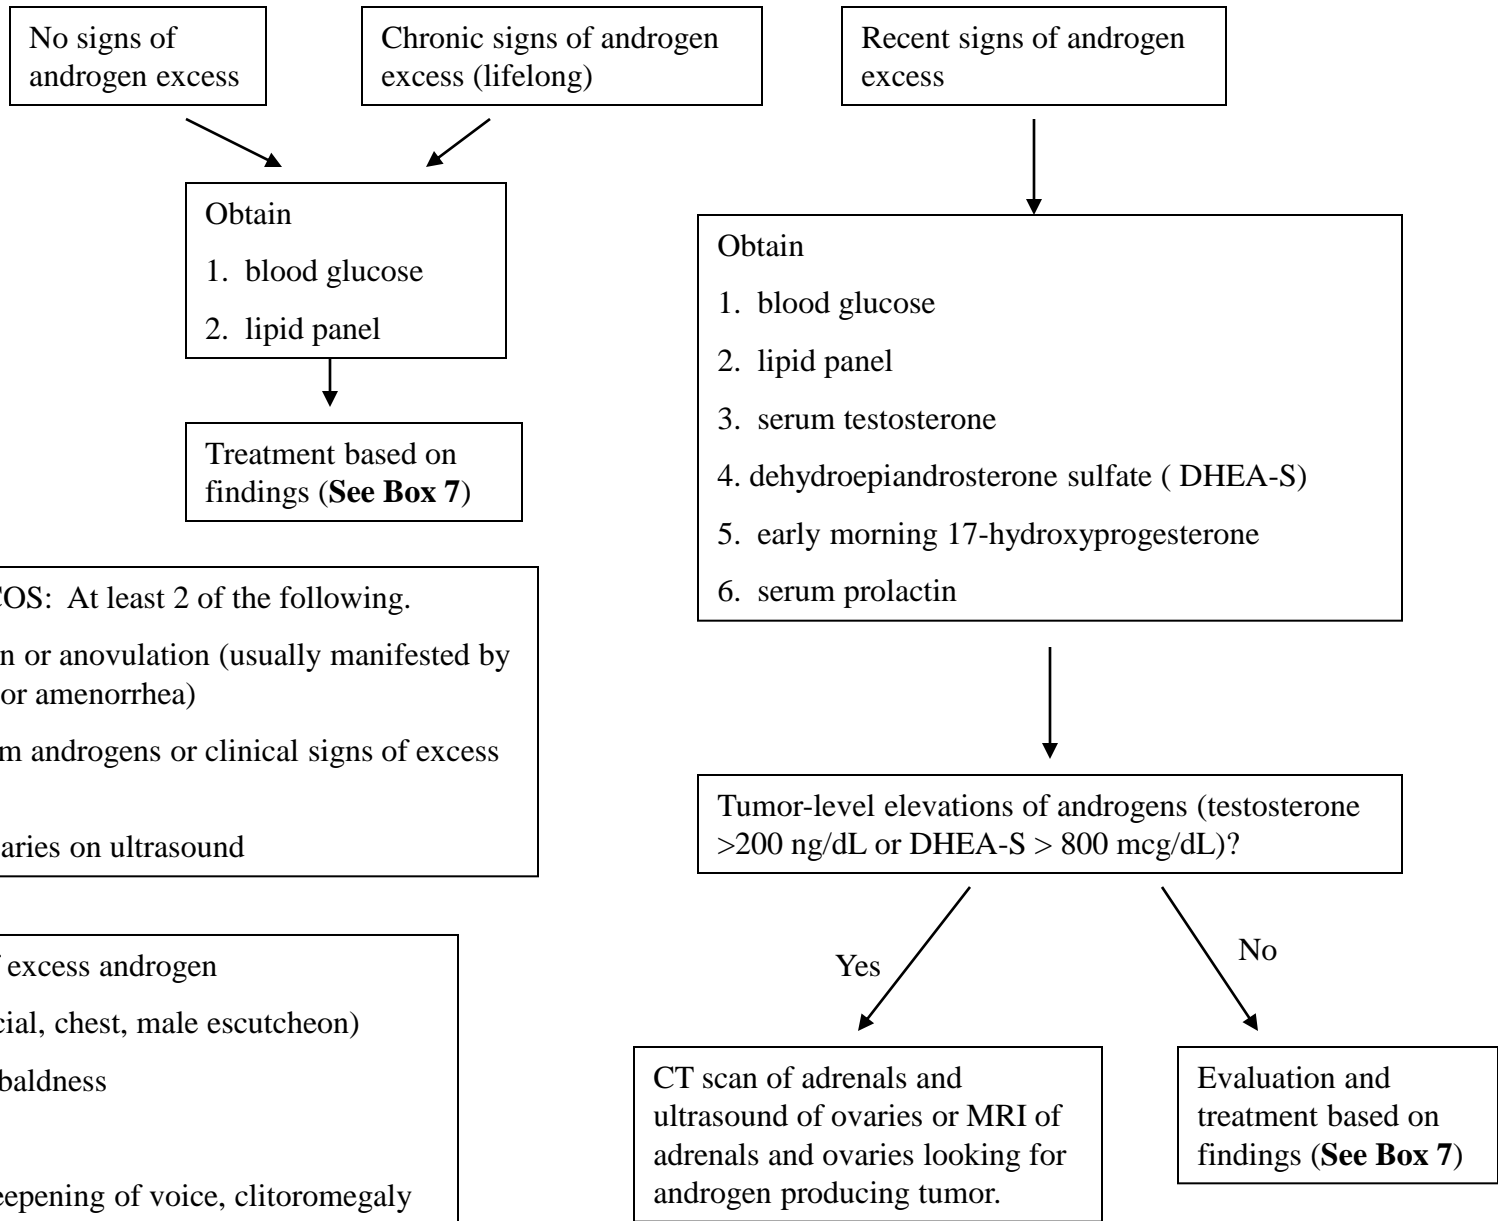 No signs of
androgen excess
Chronic signs of androgen
excess (lifelong)
Recent signs of androgen
excess
Obtain
1. blood glucose
2. lipid panel
Treatment based on
findings (See Box 7)
Obtain
1. blood glucose
2. lipid panel
3. serum testosterone
4. dehydroepiandrosterone sulfate ( DHEA-S)
5. early morning 17-hydroxyprogesterone
6. serum prolactin
COS: At least 2 of the following.
n or anovulation (usually manifested by
or amenorrhea)
m androgens or clinical signs of excess
aries on ultrasound
excess androgen
cial, chest, male escutcheon)
baldness
eepening of voice, clitoromegaly
Tumor-level elevations of androgens (testosterone
>200 ng/dL or DHEA-S > 800 mcg/dL)?
Yes
No
CT scan of adrenals and
ultrasound of ovaries or MRI of
adrenals and ovaries looking for
androgen producing tumor.
Evaluation and
treatment based on
findings (See Box 7)